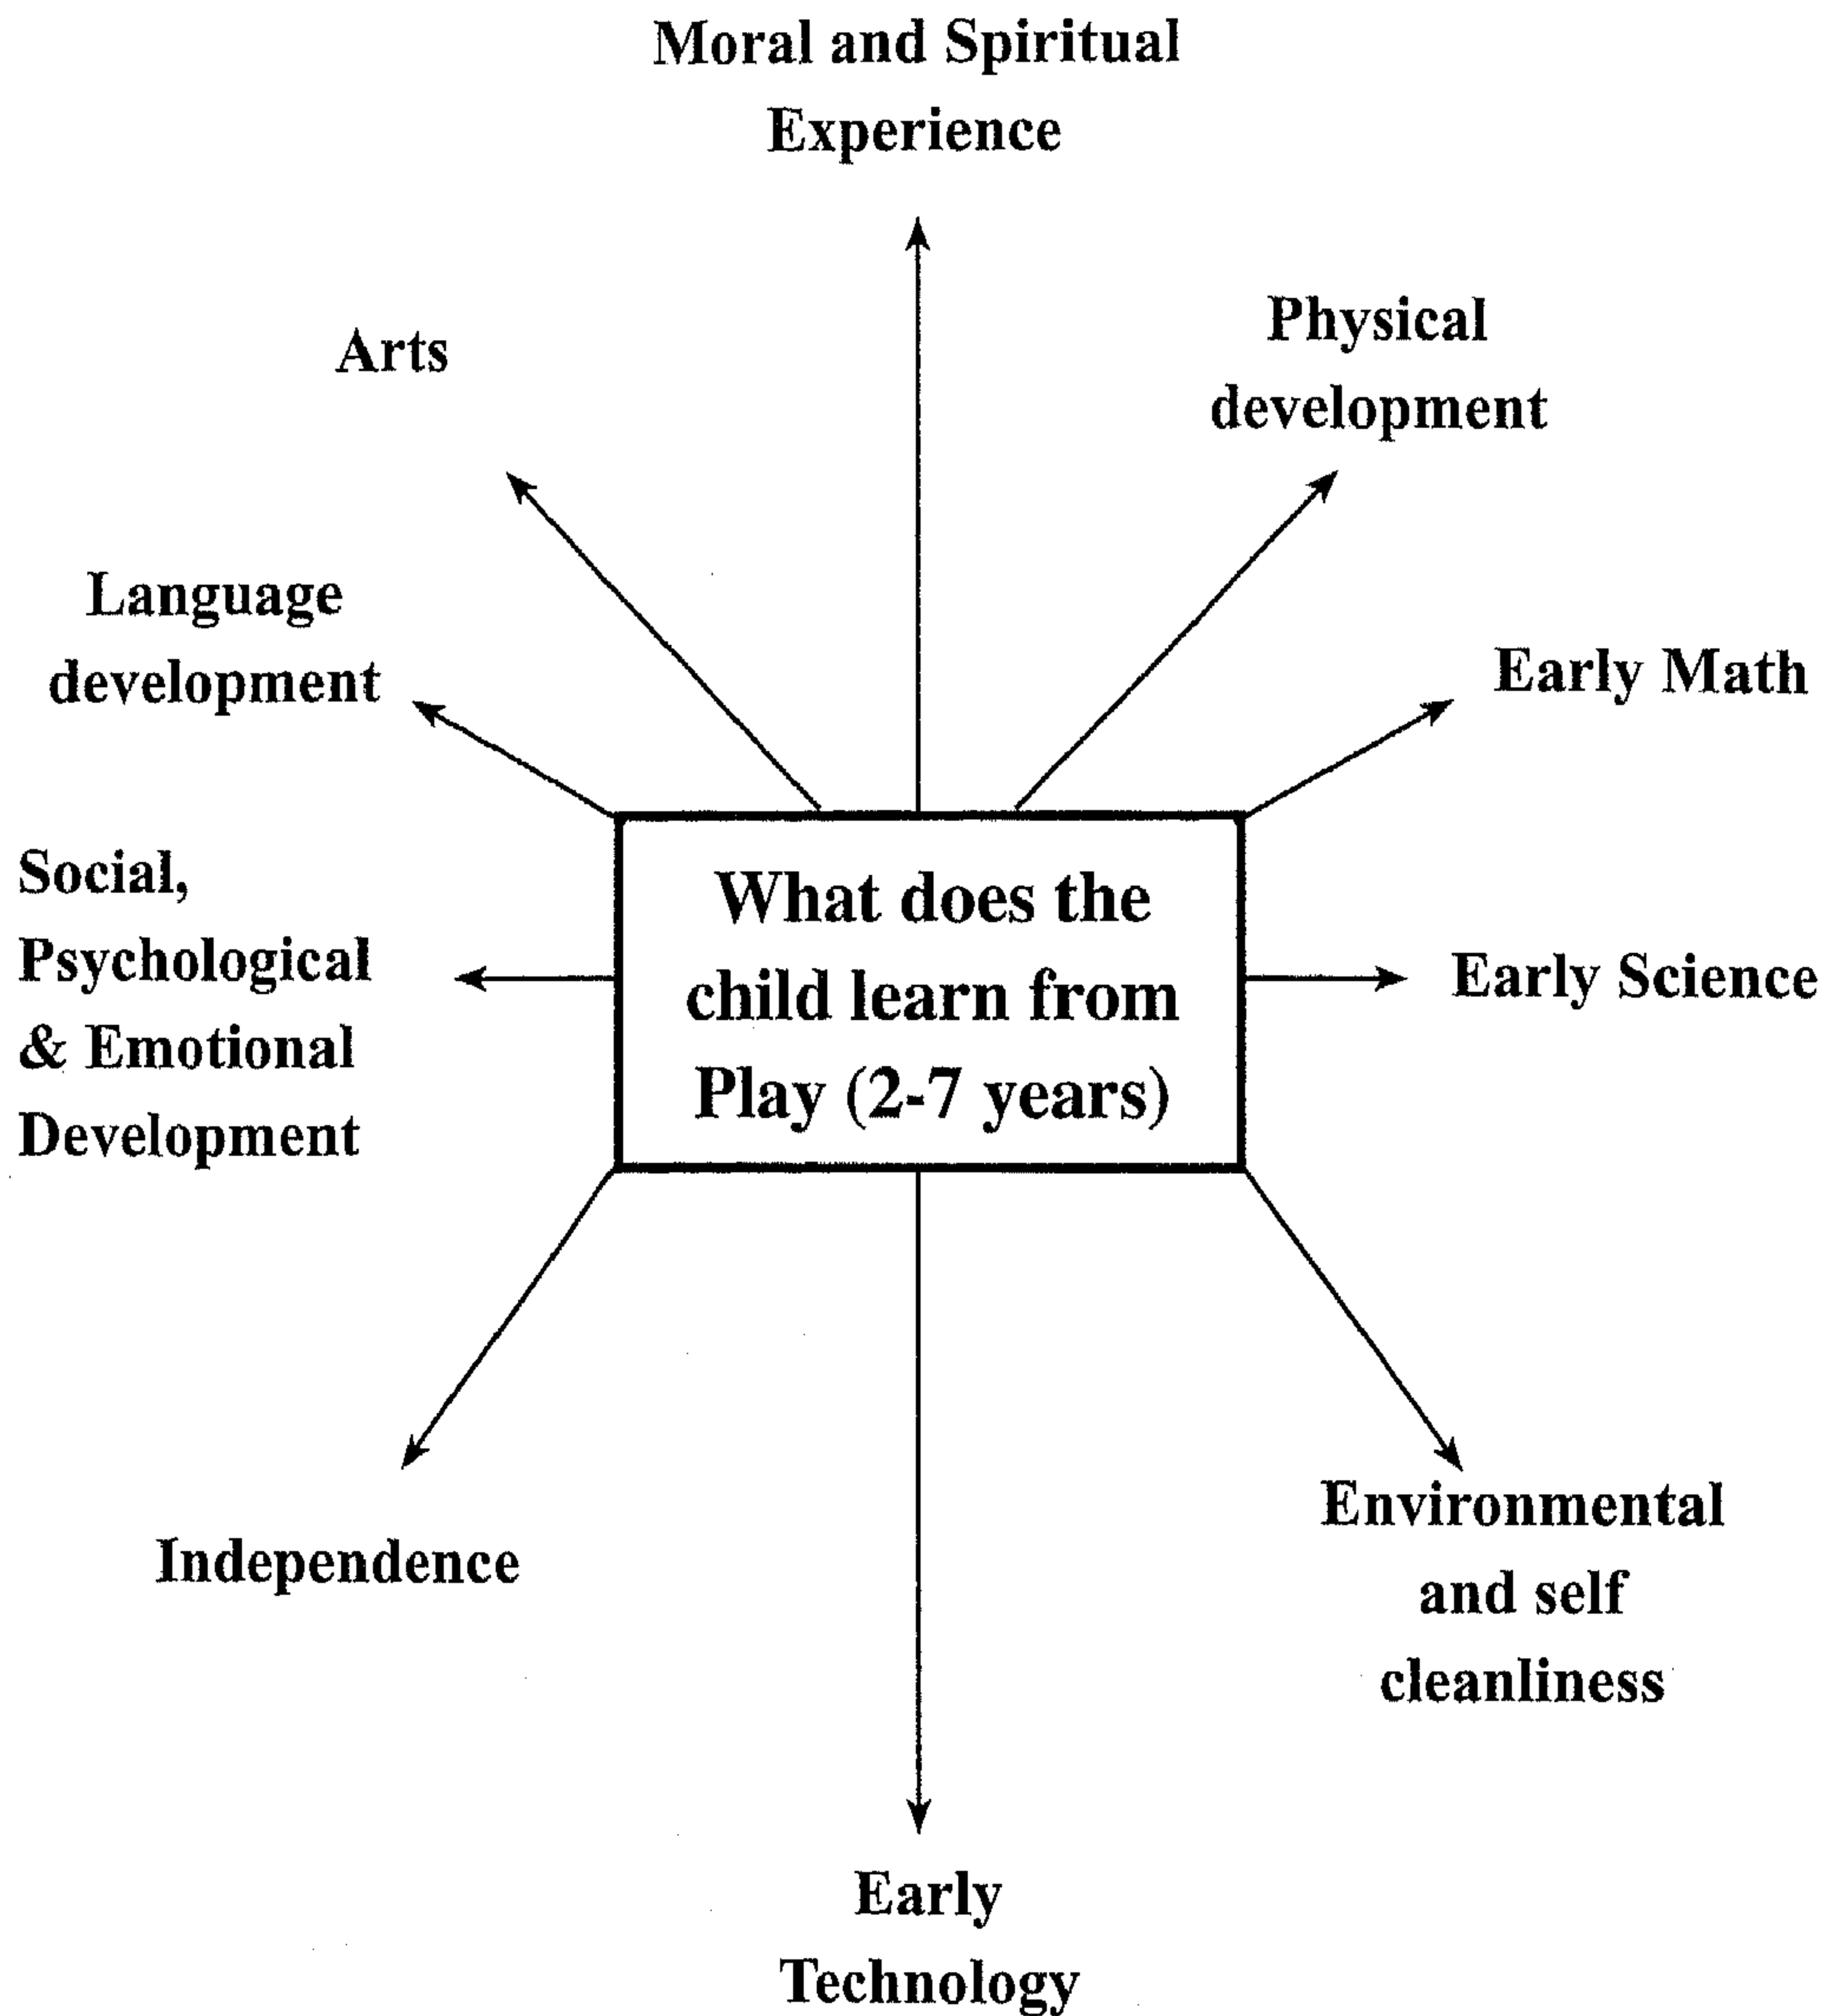 Moral and Spiritual
Experience
Arts
Physical
development
Language
development
Early Math
Social,
Psychological
& Emotional
Development
What does the
child learn from
Play (2-7 years)
Early Science
Independence
Environmental
and self
cleanliness
Early
Technology